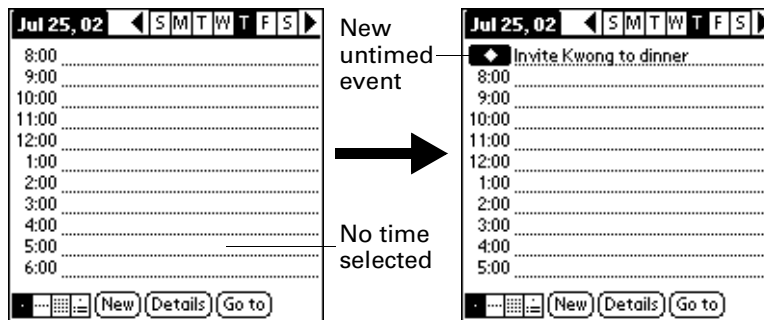 Jul 25, 02 S M T W T F S
8:00
9:00
10:00
11:00
12:00
1:00
2:00
3:00
4:00
5:00
6:00
New Details Go to
New
untimed
event
No time
selected
Jul 25, 02 S M T W T F S
Invite Kwong to dinner
8:00
9:00
10:00
11:00
12:00
1:00
2:00
3:00
4:00
5:00
New Details Go to